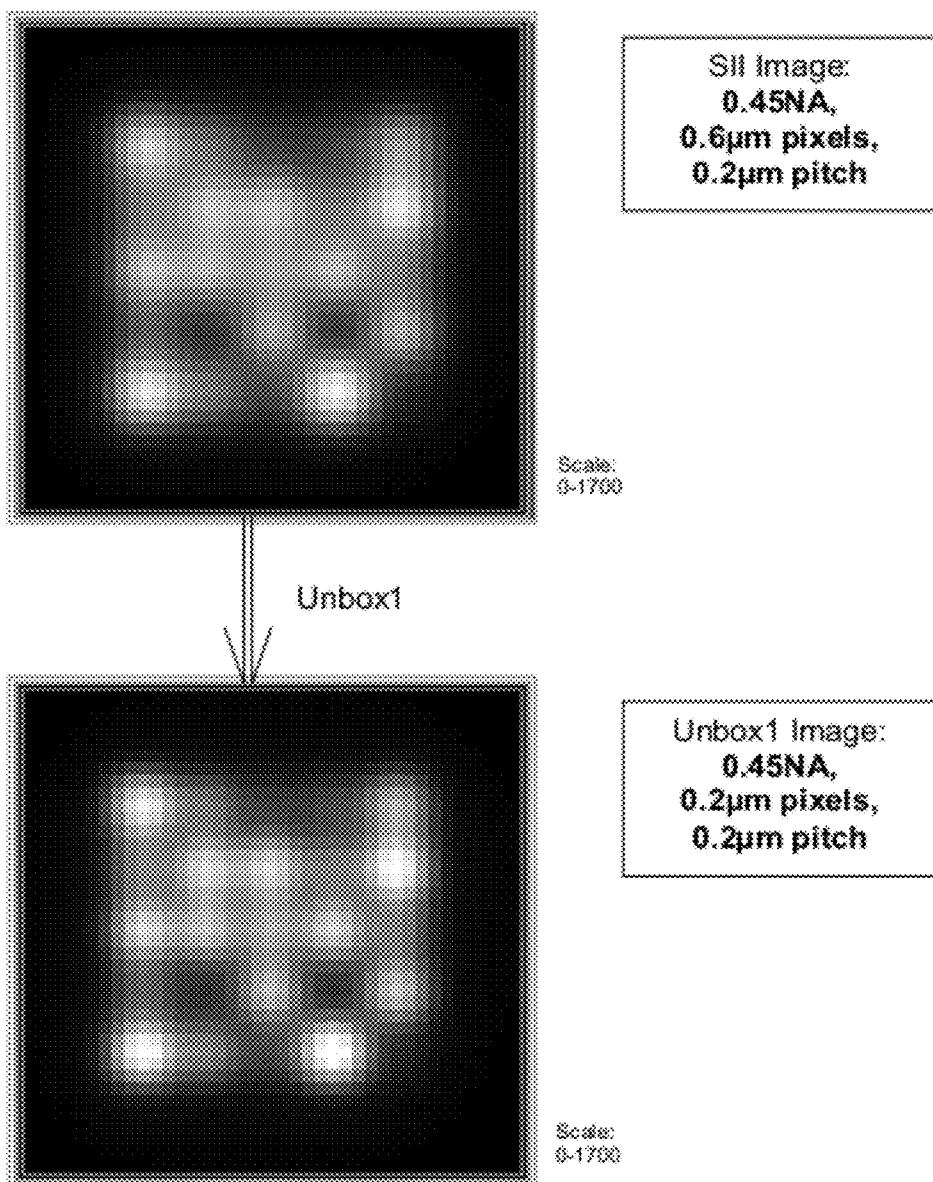 SII Image:
0.45NA,
0.6µm pixels,
0.2µm pitch
Scale:
0-1700
Unbox1
Unbox1 Image:
0.45NA,
0.2µm pixels,
0.2µm pitch
Scale:
0-1700